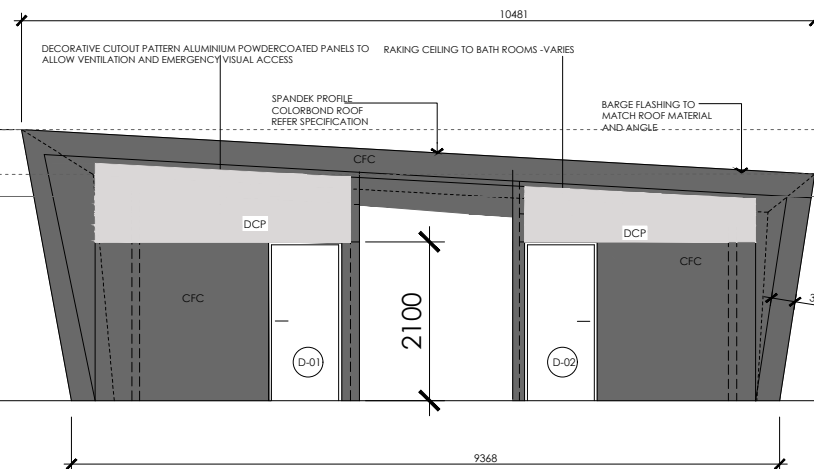 10481
DECORATIVE CUTOUT PATTERN ALUMINIUM POWDERCOATED PANELS TO
ALLOW VENTILATION AND EMERGENCY VISUAL ACCESS
RAKING CEILING TO BATH ROOMS -VARIES
SPANDEK PROFILE
COLORBOND ROOF
REFER SPECIFICATION
BARGE FLASHING TO
MATCH ROOF MATERIAL
AND ANGLE
CFC
DCP
DCP
CFC
CFC
2100
D-01
D-02
9368